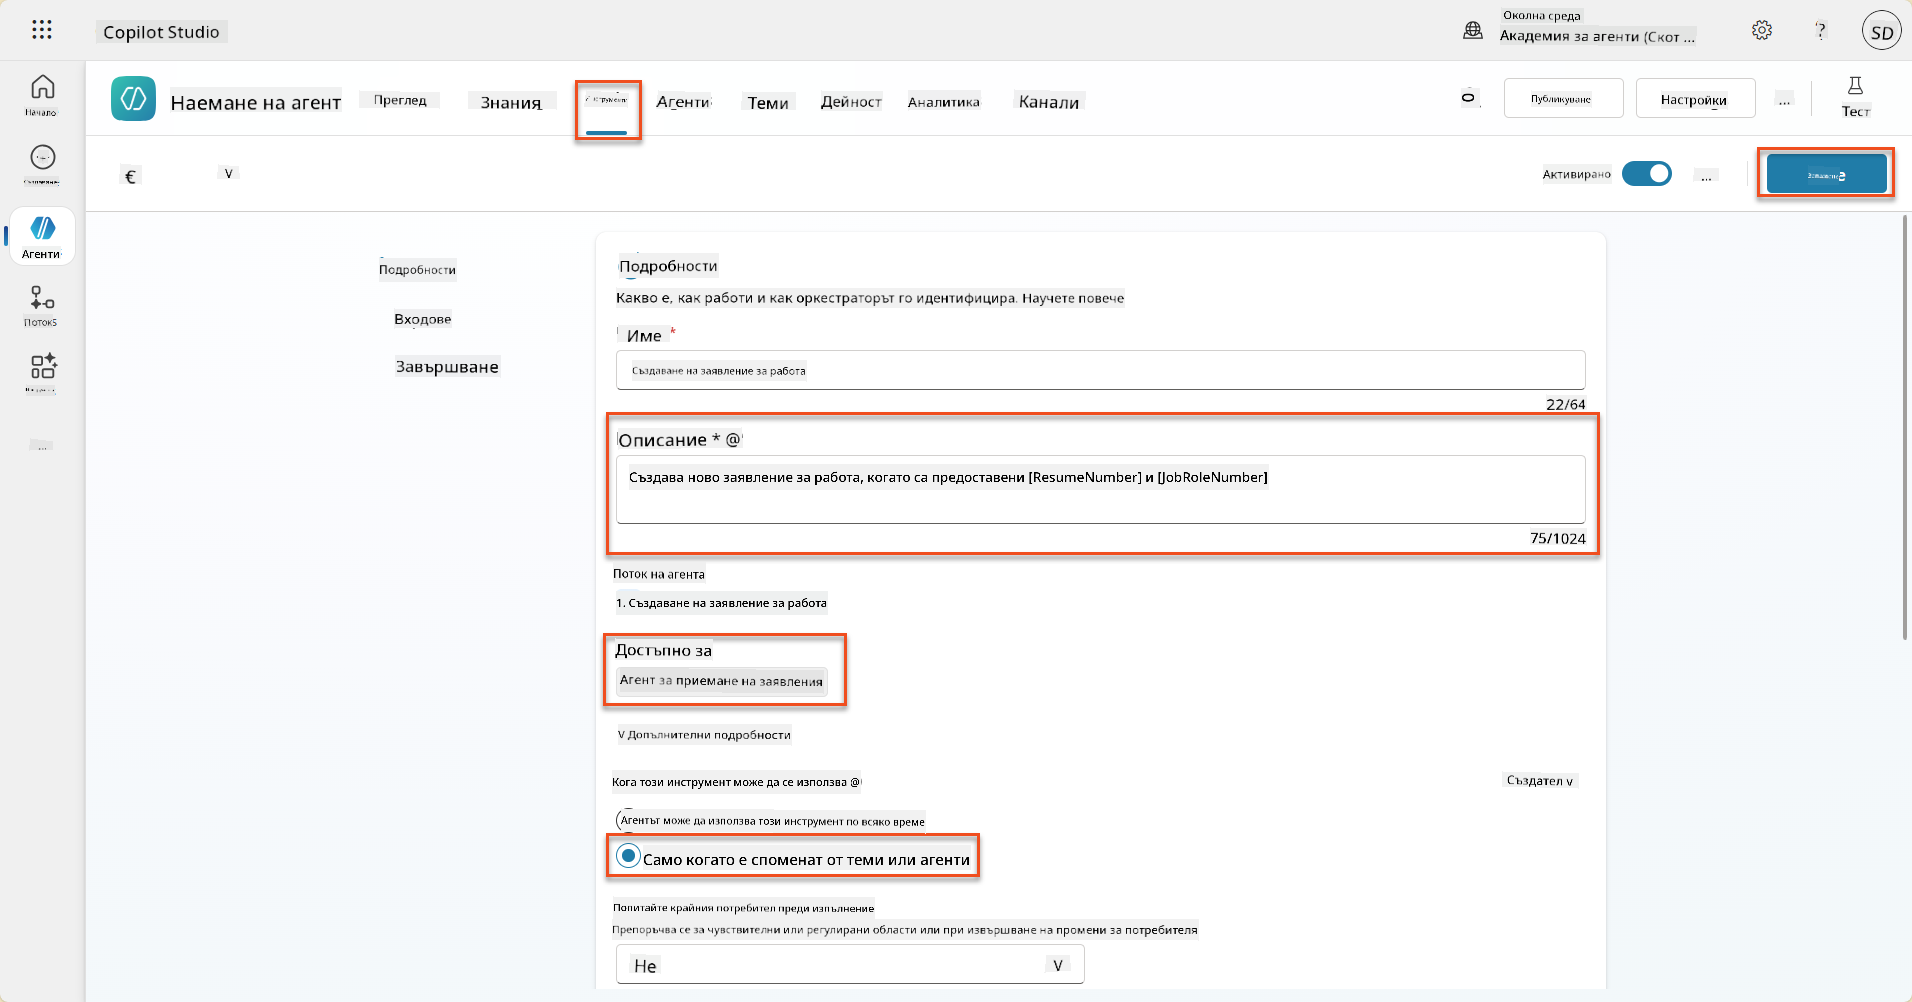 Copilot Studio
Околна среда
Академия за агенти (Скот ...
?
SD
Начало
Агенти
Поток5
...
Наемане на агент
Преглед
Знания
Агенти
Теми
Дейност
Аналитика
Канали
Публикуване
Настройки
...
Тест
€
V
Активирано
...
Подробности
Входове
Завършване
Подробности
Какво е, как работи и как оркестраторът го идентифицира. Научете повече
Име *
Създаване на заявление за работа
22/64
Описание * @
Създава ново заявление за работа, когато са предоставени [ResumeNumber] и [JobRoleNumber]
75/1024
Поток на агента
1. Създаване на заявление за работа
Достъпно за
Агент за приемане на заявления
V Допълнителни подробности
Кога този инструмент може да се използва @
Създател v
Агентът може да използва този инструмент по всяко време
Само когато е споменат от теми или агенти
Попитайте крайния потребител преди изпълнение
Препоръчва се за чувствителни или регулирани области или при извършване на промени за потребителя
Не
V